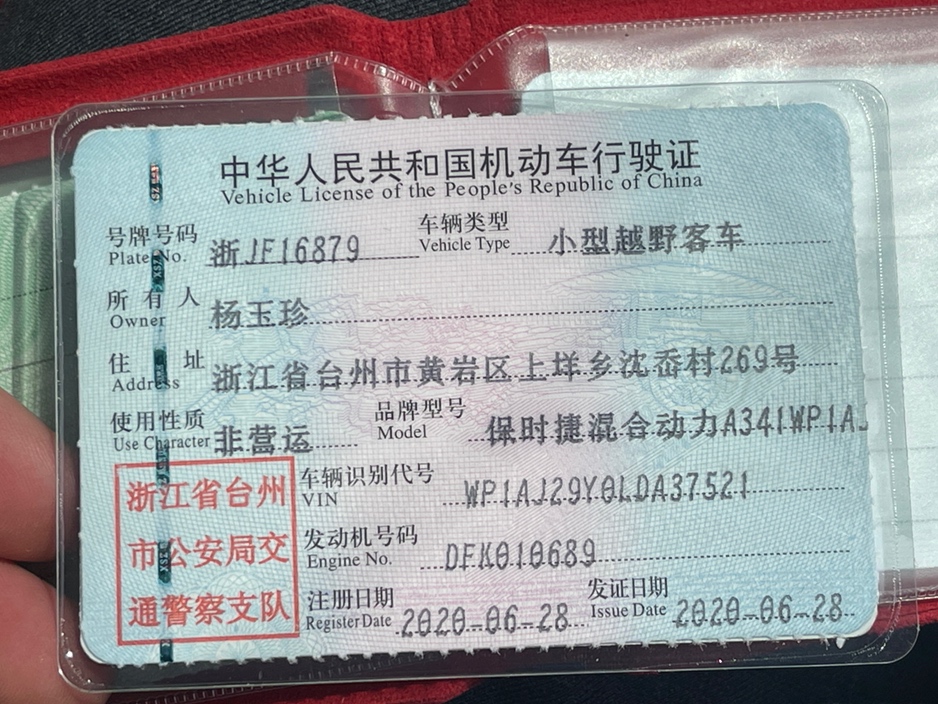 中华人民共和国机动车行驶证
Vehicle License of the People's Republic of China
号牌号码 浙JF16879 车辆类型 小型越野客车
Plate No. Vehicle Type
所有人 杨玉珍
Owner
住址 浙江省台州市黄岩区上垟乡沈岙村269号
Address
使用性质 非营运 品牌型号 保时捷混合动力A341WP1AJ
Use Character Model
浙江省台州
市公安局交
通警察支队
车辆识别代号 WP1AJ29Y0LDA37521
VIN
发动机号码 DFK010689
Engine No.
注册日期 2020-06-28 发证日期 2020-06-28
Register Date Issue Date